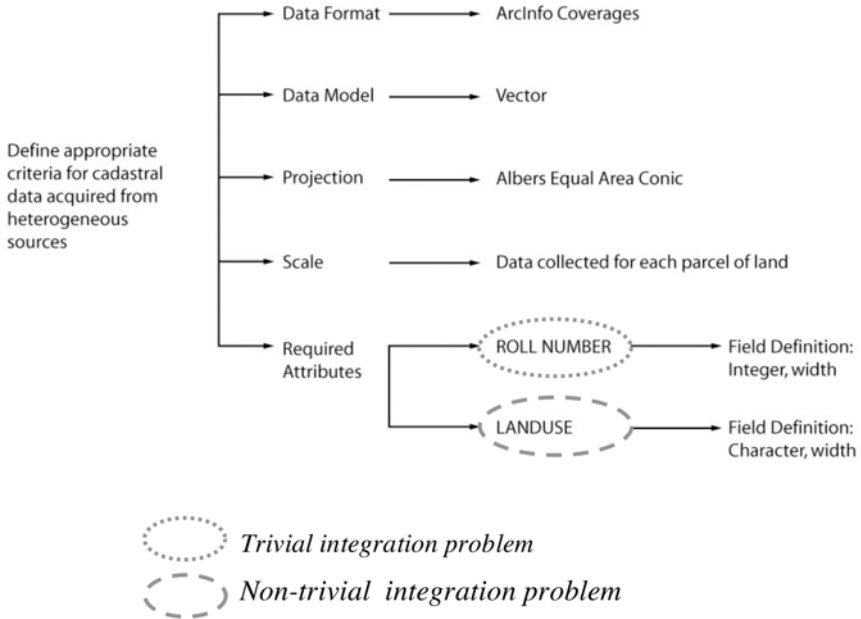 Data Format
ArcInfo Coverages
Data Model
Vector
Define appropriate
criteria for cadastral
data acquired from
heterogeneous
sources
Projection
Albers Equal Area Conic
Scale
Data collected for each parcel of land
Required
Attributes
ROLL NUMBER
Field Definition:
Integer, width
LANDUSE
Field Definition:
Character, width
Trivial integration problem
Non-trivial integration problem